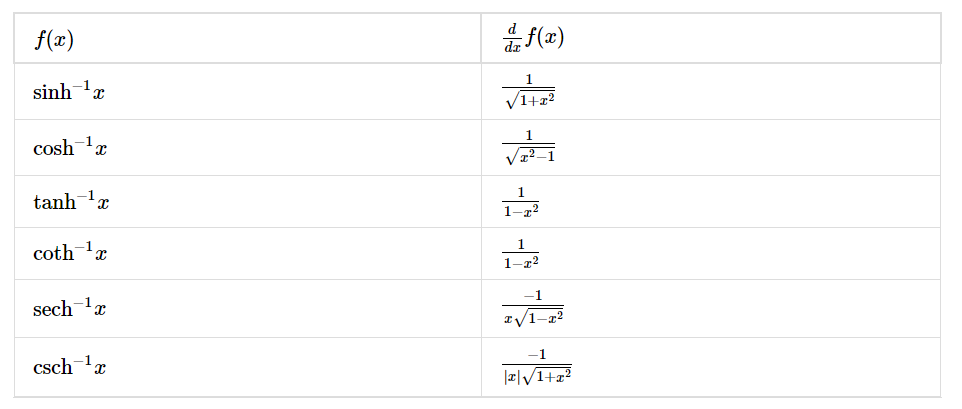 f(x) d/dx f(x)
sinh⁻¹x 1/√(1+x²)
cosh⁻¹x 1/√(x²−1)
tanh⁻¹x 1/(1−x²)
coth⁻¹x 1/(1−x²)
sech⁻¹x −1/(x√(1−x²))
csch⁻¹x −1/(|x|√(1+x²))